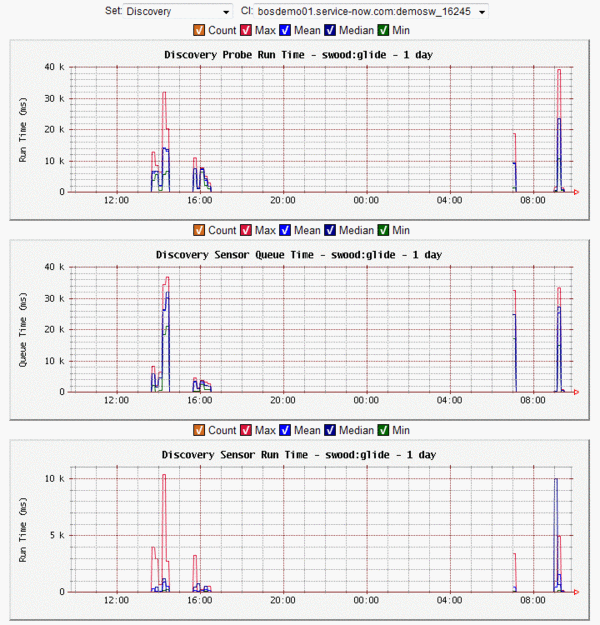 Set: Discovery CI: bosdemo01.service-now.com:demosw_16245
Count Max Mean Median Min
Discovery Probe Run Time - swood:glide - 1 day
Run Time (ms)
40 k
30 k
20 k
10 k
0
12:00 16:00 20:00 00:00 04:00 08:00
Count Max Mean Median Min
Discovery Sensor Queue Time - swood:glide - 1 day
Queue Time (ms)
40 k
30 k
20 k
10 k
0
12:00 16:00 20:00 00:00 04:00 08:00
Count Max Mean Median Min
Discovery Sensor Run Time - swood:glide - 1 day
Run Time (ms)
10 k
5 k
0
12:00 16:00 20:00 00:00 04:00 08:00